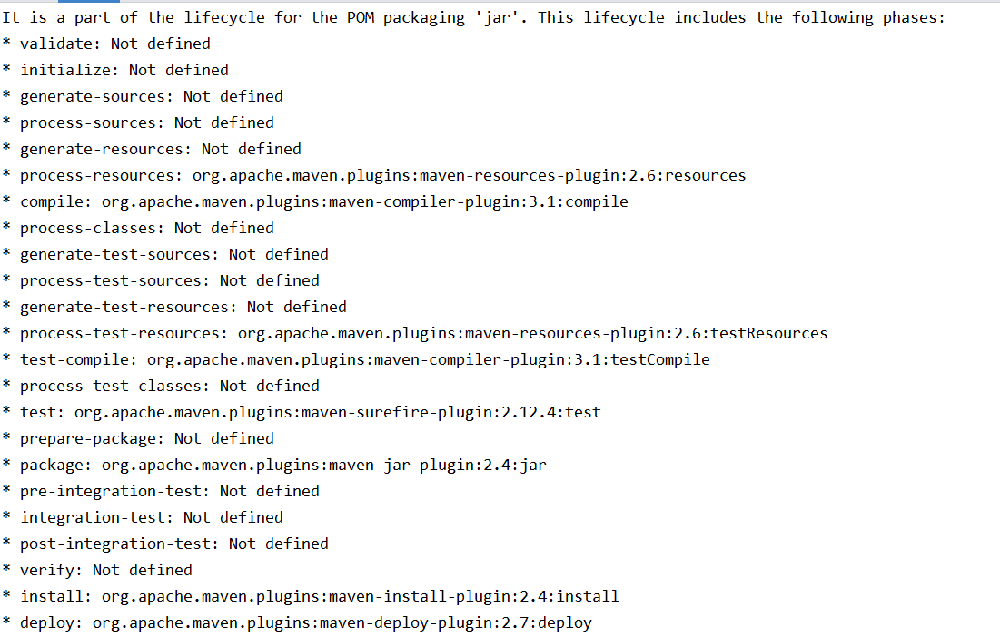 It is a part of the lifecycle for the POM packaging 'jar'. This lifecycle includes the following phases:
* validate: Not defined
* initialize: Not defined
* generate-sources: Not defined
* process-sources: Not defined
* generate-resources: Not defined
* process-resources: org.apache.maven.plugins:maven-resources-plugin:2.6:resources
* compile: org.apache.maven.plugins:maven-compiler-plugin:3.1:compile
* process-classes: Not defined
* generate-test-sources: Not defined
* process-test-sources: Not defined
* generate-test-resources: Not defined
* process-test-resources: org.apache.maven.plugins:maven-resources-plugin:2.6:testResources
* test-compile: org.apache.maven.plugins:maven-compiler-plugin:3.1:testCompile
* process-test-classes: Not defined
* test: org.apache.maven.plugins:maven-surefire-plugin:2.12.4:test
* prepare-package: Not defined
* package: org.apache.maven.plugins:maven-jar-plugin:2.4:jar
* pre-integration-test: Not defined
* integration-test: Not defined
* post-integration-test: Not defined
* verify: Not defined
* install: org.apache.maven.plugins:maven-install-plugin:2.4:install
* deploy: org.apache.maven.plugins:maven-deploy-plugin:2.7:deploy